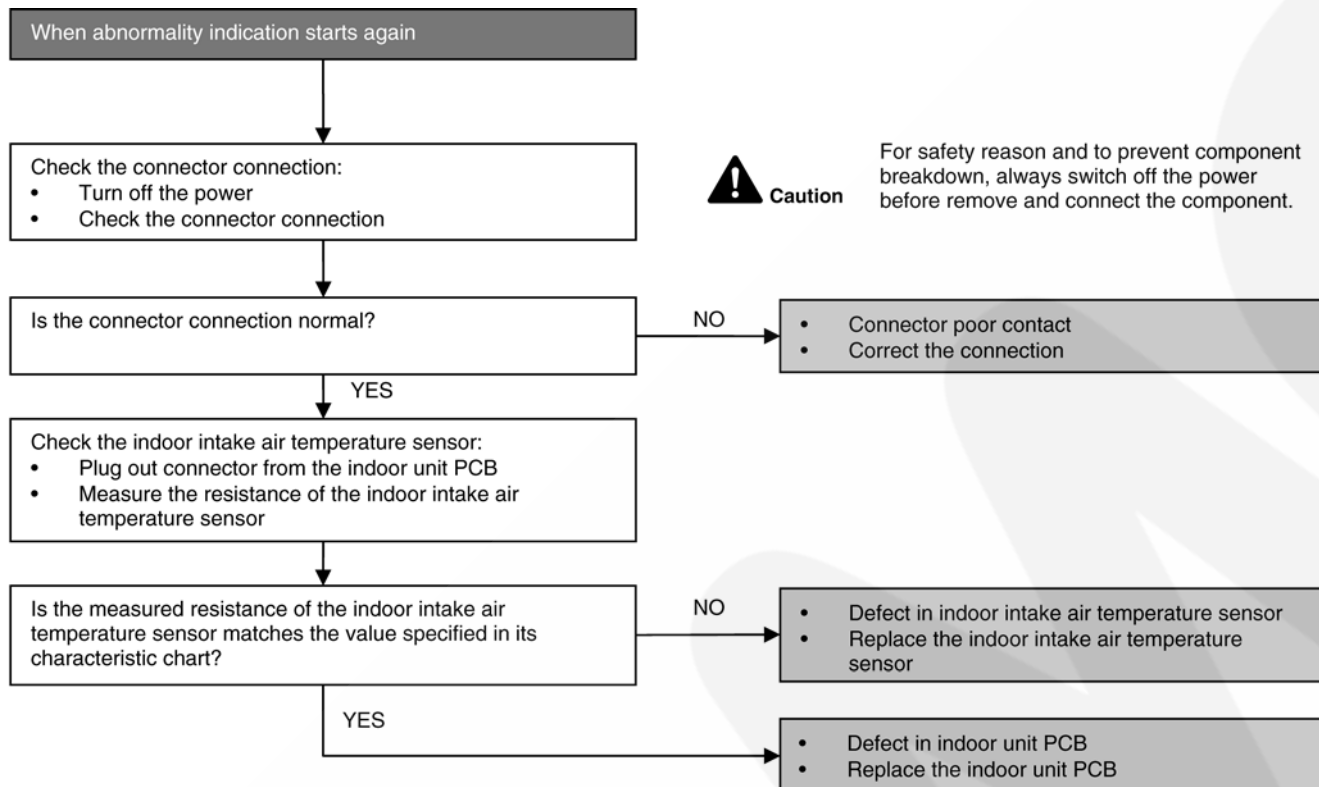 When abnormality indication starts again
Check the connector connection:
• Turn off the power
• Check the connector connection
Caution
For safety reason and to prevent component
breakdown, always switch off the power
before remove and connect the component.
Is the connector connection normal?
NO
• Connector poor contact
• Correct the connection
YES
Check the indoor intake air temperature sensor:
• Plug out connector from the indoor unit PCB
• Measure the resistance of the indoor intake air
temperature sensor
Is the measured resistance of the indoor intake air
temperature sensor matches the value specified in its
characteristic chart?
NO
• Defect in indoor intake air temperature sensor
• Replace the indoor intake air temperature
sensor
YES
• Defect in indoor unit PCB
• Replace the indoor unit PCB